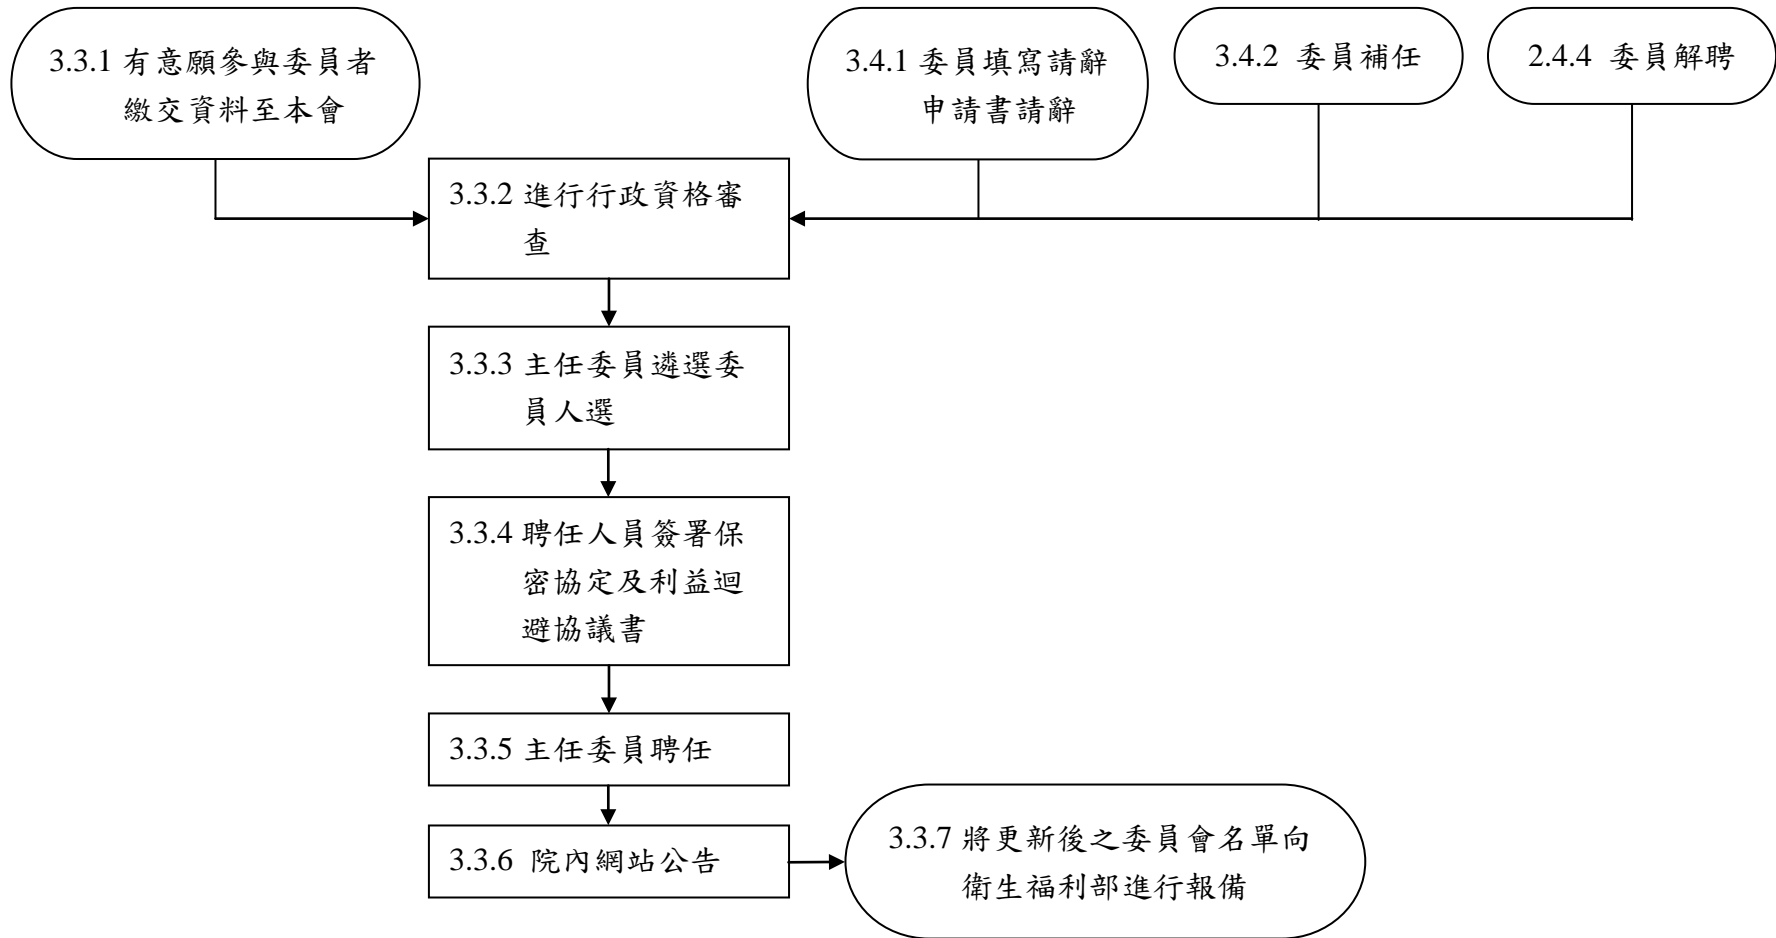 3.3.1 有意願參與委員者
繳交資料至本會
3.4.1 委員填寫請辭
申請書請辭
3.4.2 委員補任
2.4.4 委員解聘
3.3.2 進行行政資格審
查
3.3.3 主任委員遴選委
員人選
3.3.4 聘任人員簽署保
密協定及利益迴
避協議書
3.3.5 主任委員聘任
3.3.6 院內網站公告
3.3.7 將更新後之委員會名單向
衛生福利部進行報備